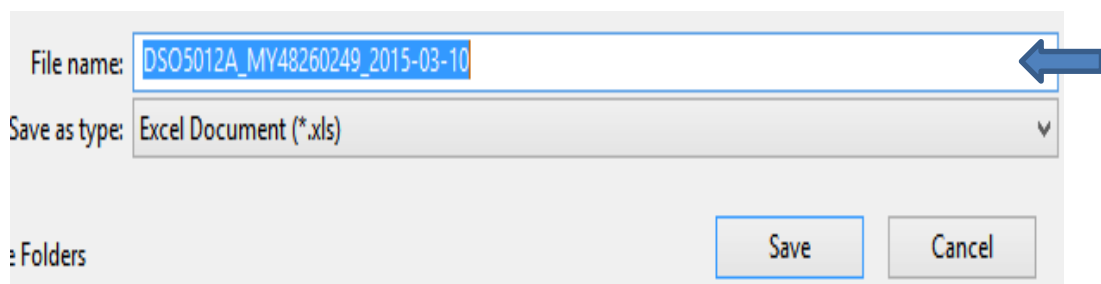 File name: DSO5012A_MY48260249_2015-03-10
Save as type: Excel Document (*.xls)
e Folders Save Cancel